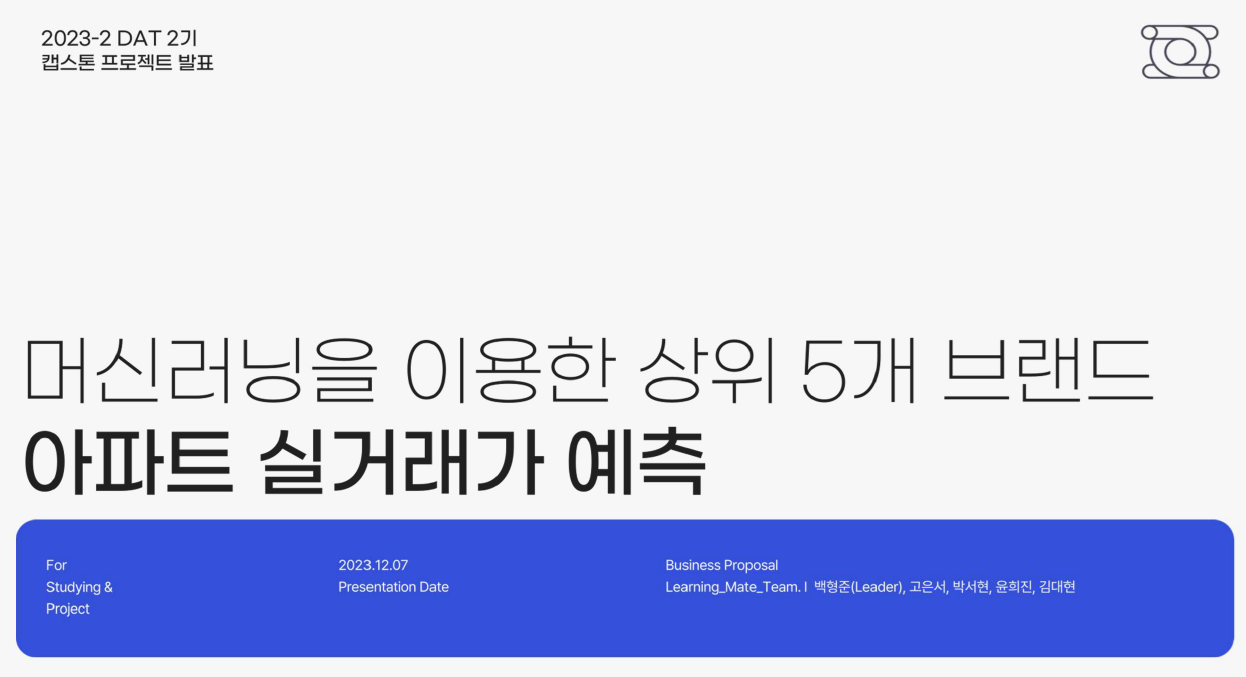 2023-2 DAT 2기
캡스톤 프로젝트 발표
머신러닝을 이용한 상위 5개 브랜드
아파트 실거래가 예측
For
Studying &
Project
2023.12.07
Presentation Date
Business Proposal
Learning_Mate_Team. I 백형준(Leader), 고은서, 박서현, 윤희진, 김대현